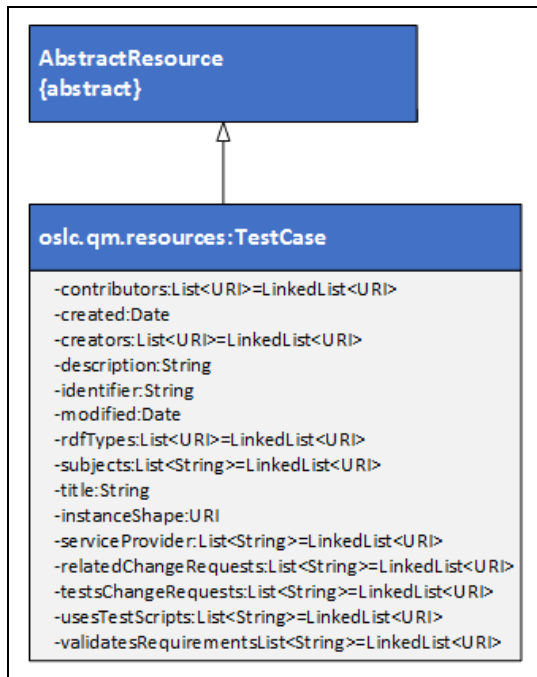 AbstractResource
{abstract}
oslc.qm.resources:TestCase
-contributors:List<URI>=LinkedList<URI>
-created:Date
-creators:List<URI>=LinkedList<URI>
-description:String
-identifier:String
-modified:Date
-rdfTypes:List<URI>=LinkedList<URI>
-subjects:List<String>=LinkedList<URI>
-title:String
-instanceShape:URI
-serviceProvider:List<String>=LinkedList<URI>
-relatedChangeRequests:List<String>=LinkedList<URI>
-testsChangeRequests:List<String>=LinkedList<URI>
-usesTestScripts:List<String>=LinkedList<URI>
-validatesRequirementsList<String>=LinkedList<URI>